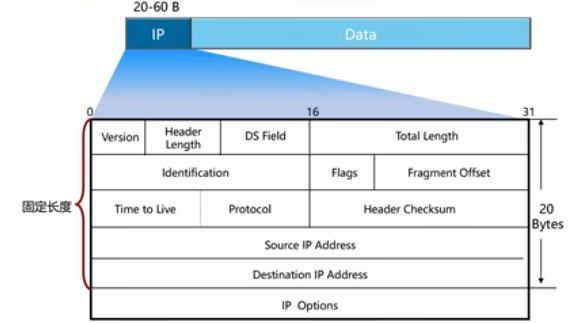 20-60 B
IP Data
0 16 31
Version Header Length DS Field Total Length
Identification Flags Fragment Offset
固定长度
Time to Live Protocol Header Checksum
20 Bytes
Source IP Address
Destination IP Address
IP Options